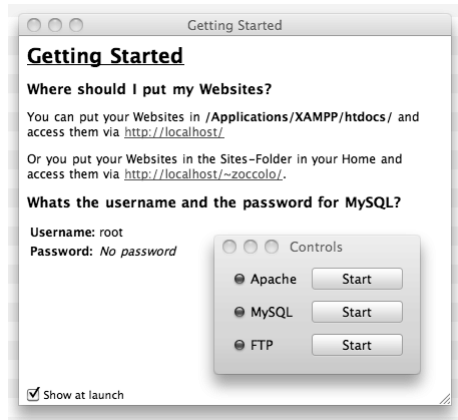 Getting Started
Getting Started
Where should I put my Websites?
You can put your Websites in /Applications/XAMPP/htdocs/ and
access them via http://localhost/
Or you put your Websites in the Sites-Folder in your Home and
access them via http://localhost/~zoccolo/.
Whats the username and the password for MySQL?
Username: root
Password: No password
Controls
Apache Start
MySQL Start
FTP Start
Show at launch